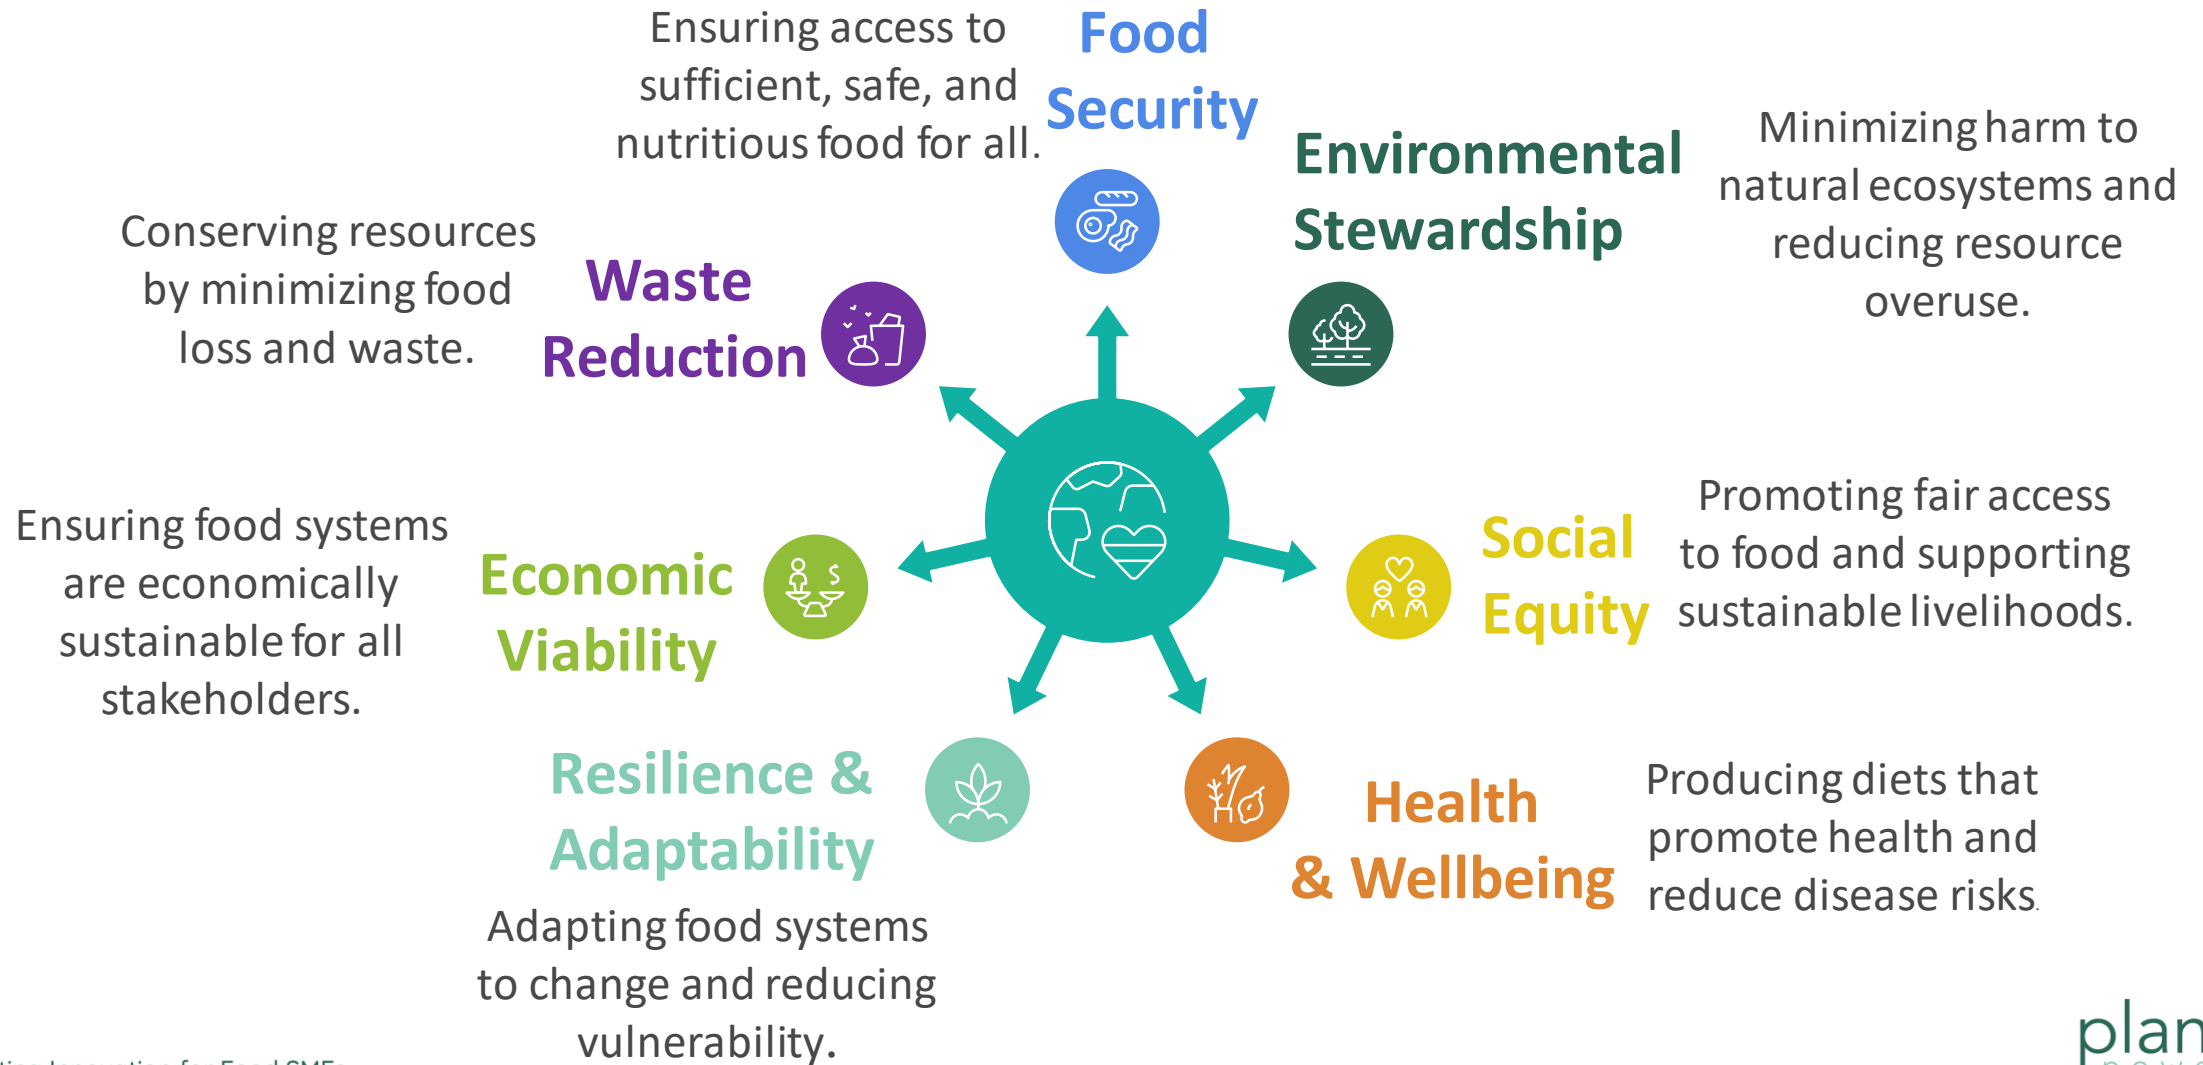 Ensuring access to
sufficient, safe, and
nutritious food for all.
Food
Security
Environmental
Stewardship
Minimizing harm to
natural ecosystems and
reducing resource
overuse.
Conserving resources
by minimizing food
loss and waste.
Waste
Reduction
Ensuring food systems
are economically
sustainable for all
stakeholders.
Economic
Viability
Social
Equity
Promoting fair access
to food and supporting
sustainable livelihoods.
Resilience &
Adaptability
Adapting food systems
to change and reducing
vulnerability.
Health
& Wellbeing
Producing diets that
promote health and
reduce disease risks.
Innovation for Food SMEs
plan